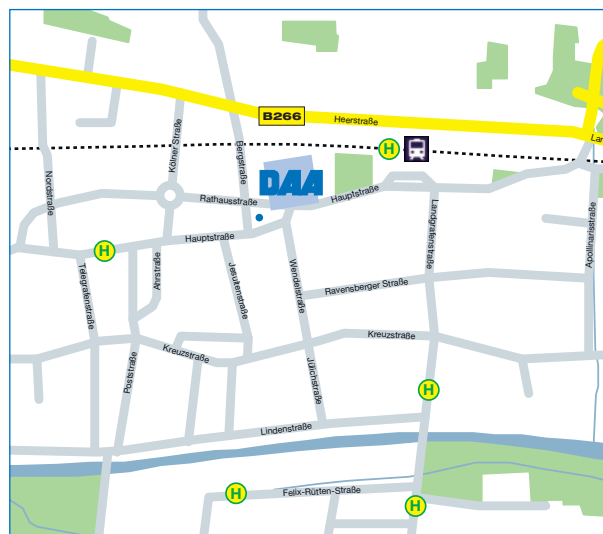 B266
Heerstraße
Lan
H
Kölner Straße
Bergstraße
DAA
Nordstraße
Rathausstraße
Hauptstraße
Landgrafenstraße
Apollinarisstraße
H
Hauptstraße
Ahrstraße
Telegrafenstraße
Jesuitenstraße
Wendelstraße
Ravensberger Straße
Kreuzstraße
Kreuzstraße
Poststraße
Jülichstraße
H
Lindenstraße
H
Felix-Rütten-Straße
H